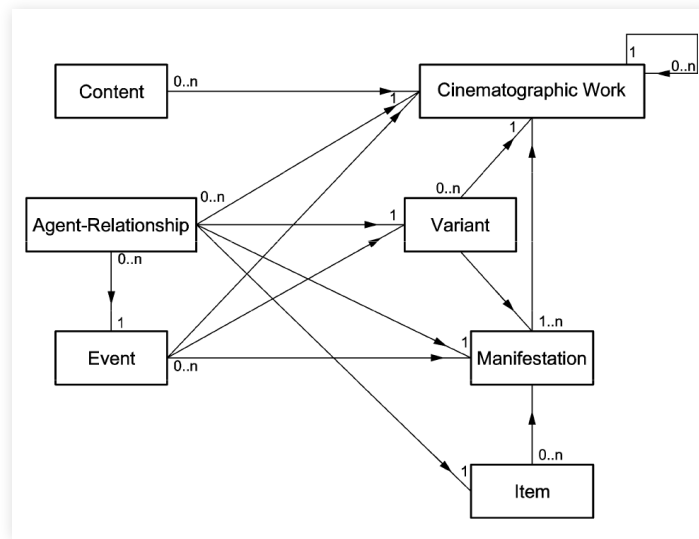 1
0..n
Content
0..n
1
Cinematographic Work
0..n
1
0..n
Agent-Relationship
1
Variant
0..n
1
1..n
Event
0..n
1
Manifestation
0..n
1
Item